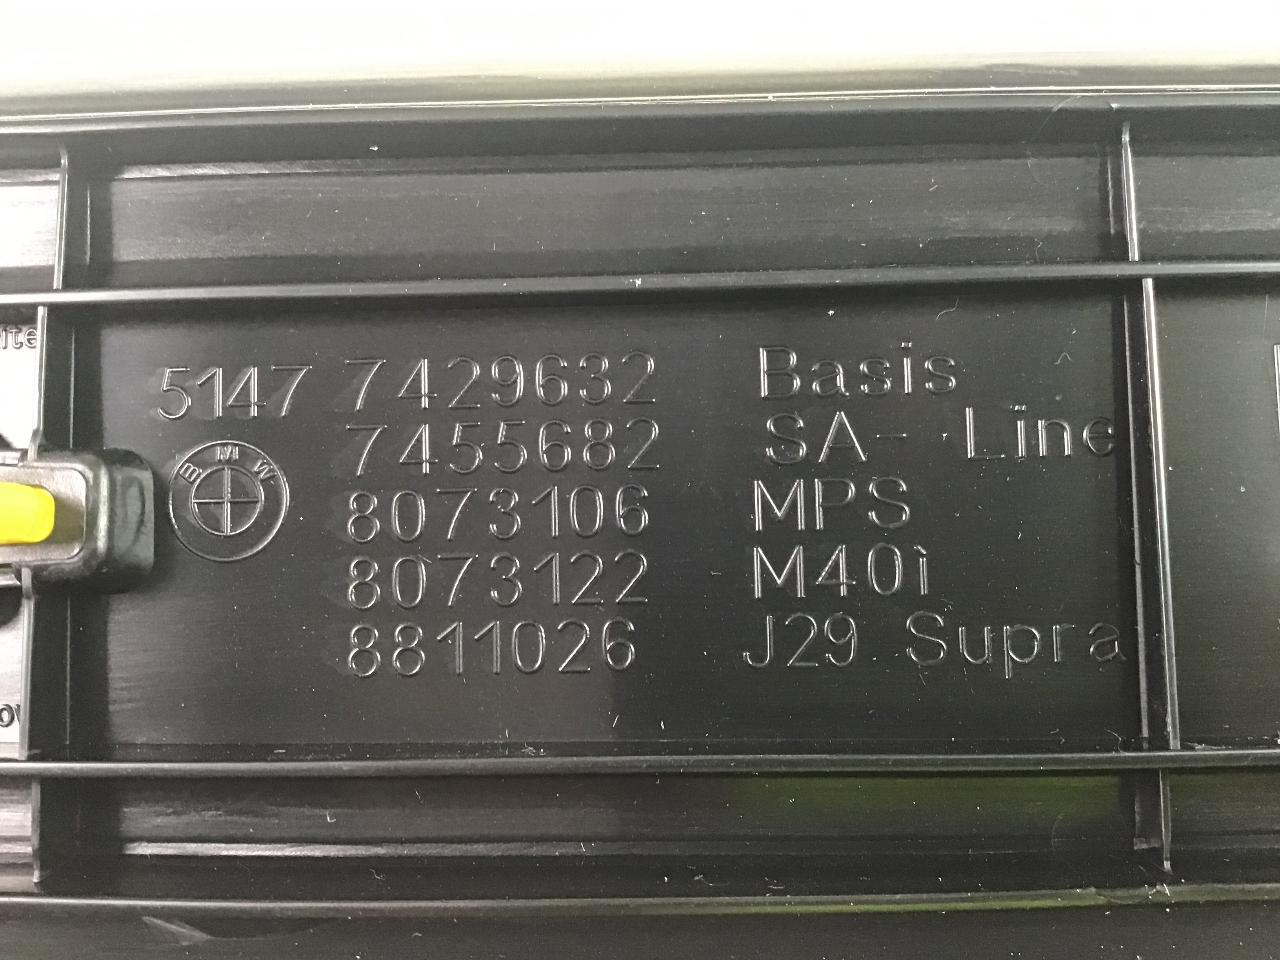 5147 7429632 Basis
7455682 SA- Line
BMW
8073106 MPS
8073122 M40i
8811026 J29 Supra